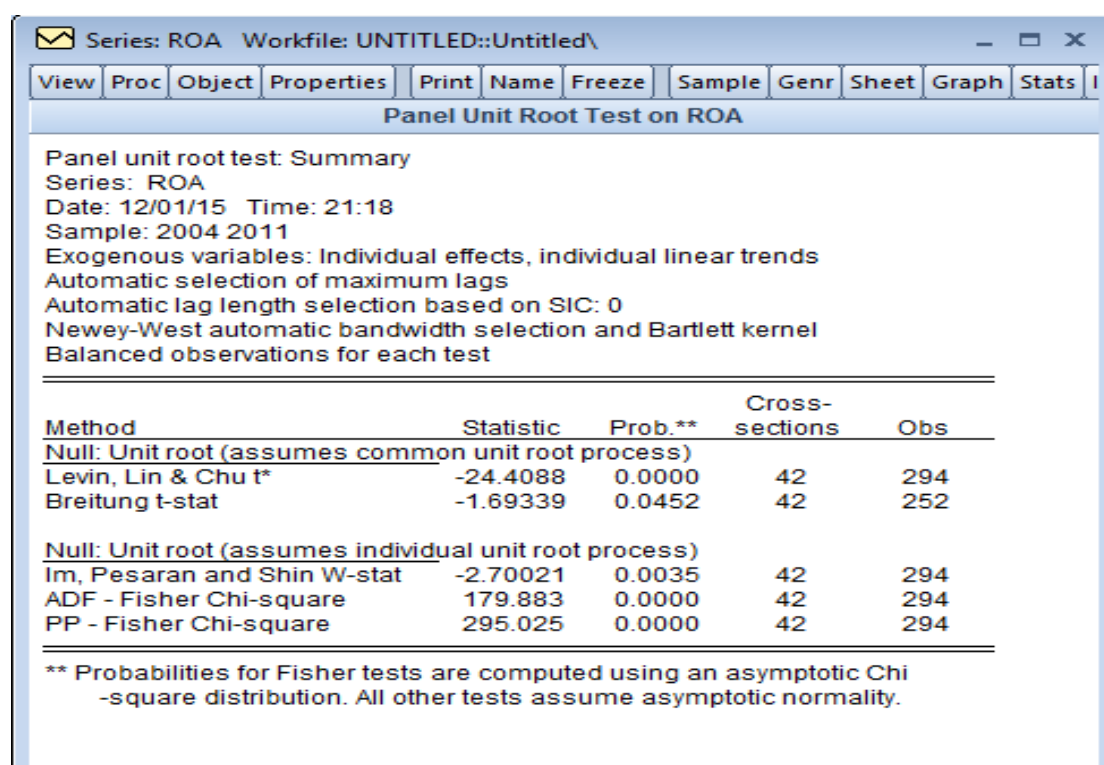 Series: ROA Workfile: UNTITLED::Untitled\
View Proc Object Properties Print Name Freeze Sample Genr Sheet Graph Stats
Panel Unit Root Test on ROA
Panel unit root test: Summary
Series: ROA
Date: 12/01/15 Time: 21:18
Sample: 2004 2011
Exogenous variables: Individual effects, individual linear trends
Automatic selection of maximum lags
Automatic lag length selection based on SIC: 0
Newey-West automatic bandwidth selection and Bartlett kernel
Balanced observations for each test
Cross-
Method Statistic Prob.** sections Obs
Null: Unit root (assumes common unit root process)
Levin, Lin & Chu t* -24.4088 0.0000 42 294
Breitung t-stat -1.69339 0.0452 42 252
Null: Unit root (assumes individual unit root process)
Im, Pesaran and Shin W-stat -2.70021 0.0035 42 294
ADF - Fisher Chi-square 179.883 0.0000 42 294
PP - Fisher Chi-square 295.025 0.0000 42 294
** Probabilities for Fisher tests are computed using an asymptotic Chi
-square distribution. All other tests assume asymptotic normality.